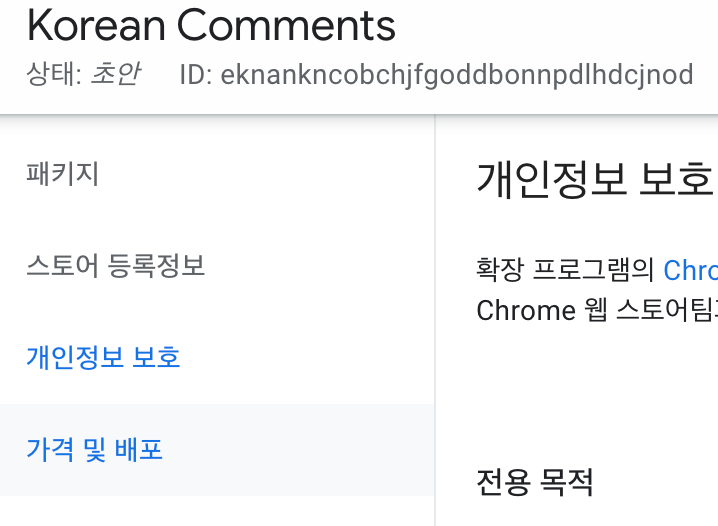 Korean Comments
상태: 초안 ID: eknankncobchjfgoddbonnpdlhdcjnod
패키지
스토어 등록정보
개인정보 보호
가격 및 배포
개인정보 보호
확장 프로그램의 Chro
Chrome 웹 스토어팀
전용 목적